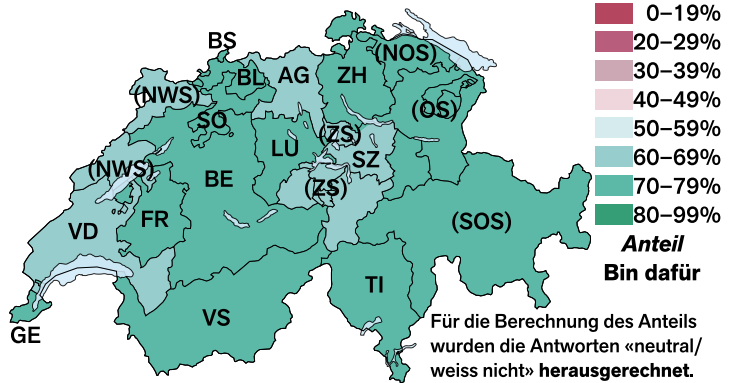 0–19%
20–29%
30–39%
40–49%
50–59%
60–69%
70–79%
80–99%
Anteil
Bin dafür
BS
(NOS)
BL
AG
ZH
(NWS)
SO
(OS)
(ZS)
LU
SZ
(NWS)
BE
(ZS)
FR
VD
(SOS)
TI
VS
GE
Für die Berechnung des Anteils
wurden die Antworten «neutral/
weiss nicht» herausgerechnet.